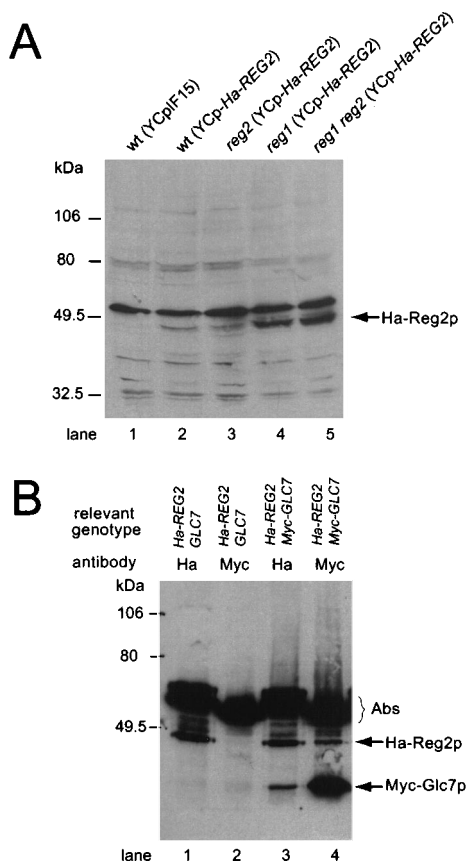 A
wt (YCpIF15)
wt (YCp-Ha-REG2)
reg2 (YCp-Ha-REG2)
reg1 (YCp-Ha-REG2)
reg1 reg2 (YCp-Ha-REG2)
kDa
106
80
49.5
Ha-Reg2p
32.5
lane 1 2 3 4 5
B
relevant genotype
Ha-REG2 GLC7
Ha-REG2 GLC7
Ha-REG2 Myc-GLC7
Ha-REG2 Myc-GLC7
antibody Ha Myc Ha Myc
kDa
106
80
Abs
49.5
Ha-Reg2p
Myc-Glc7p
lane 1 2 3 4